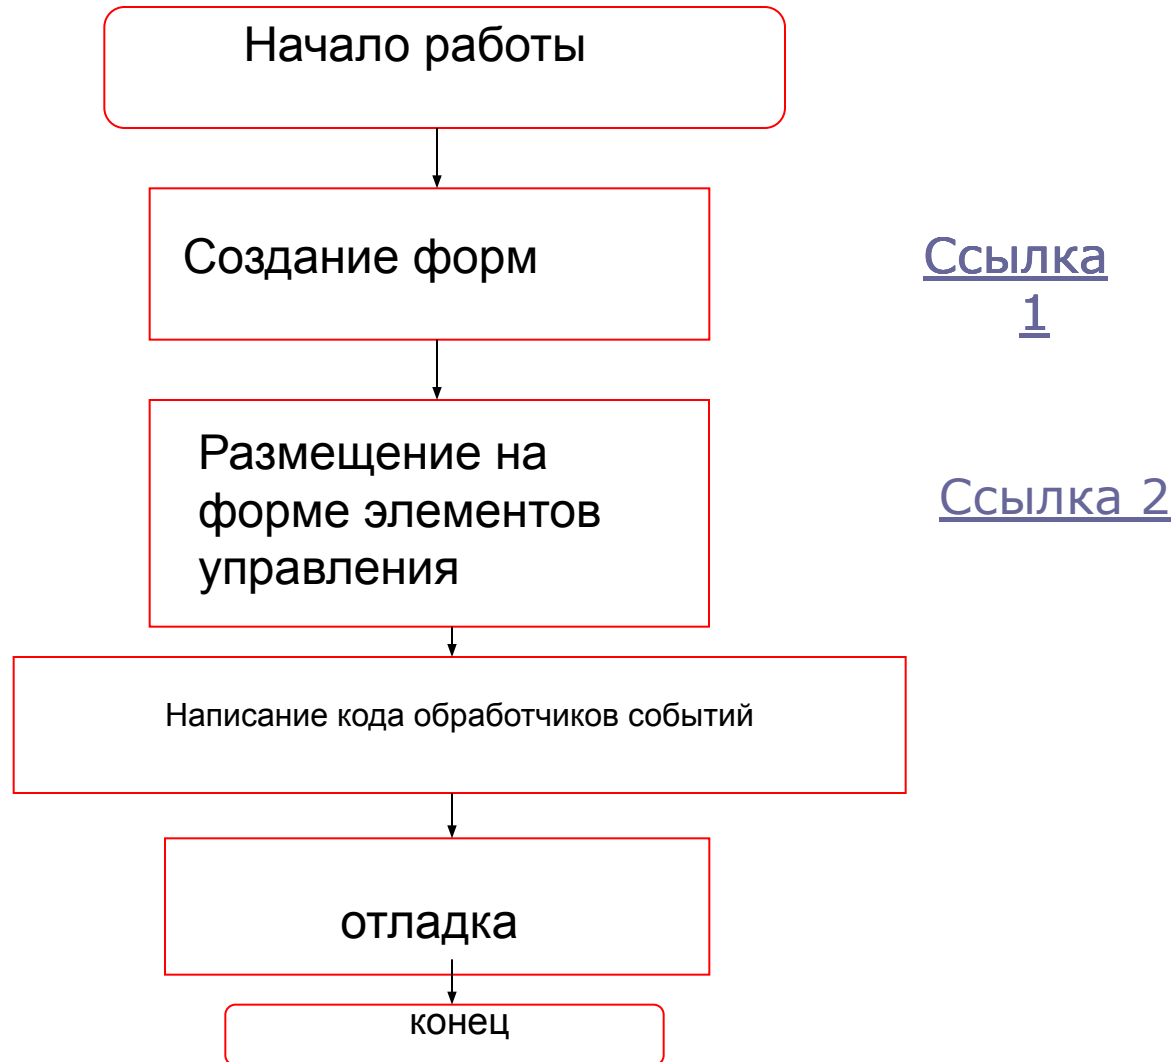 Начало работы
Создание форм
Ссылка
1
Размещение на
форме элементов
управления
Ссылка 2
Написание кода обработчиков событий
отладка
конец